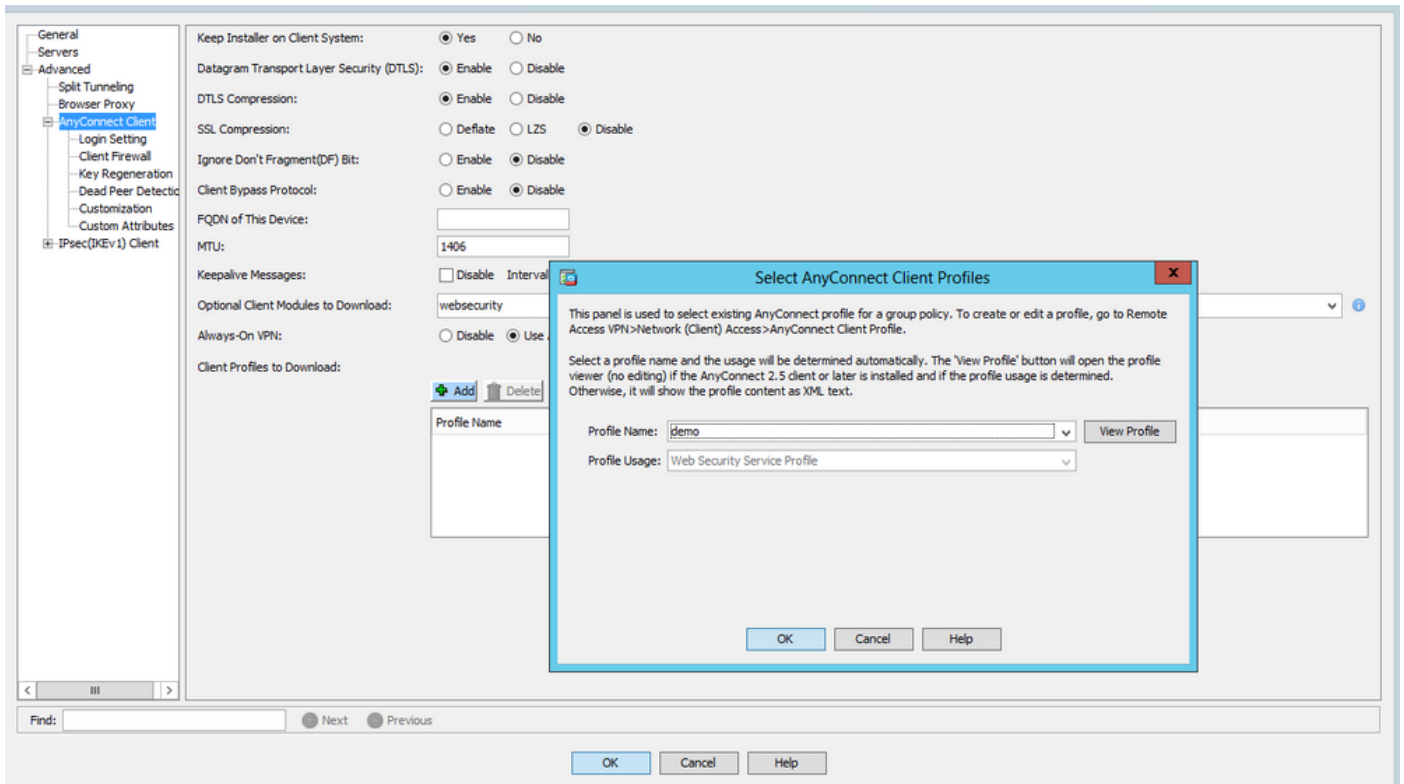 General
Servers
Advanced
Split Tunneling
Browser Proxy
AnyConnect Client
Login Setting
Client Firewall
Key Regeneration
Dead Peer Detectio
Customization
Custom Attributes
IPsec(IKEv1) Client
Keep Installer on Client System: Yes No
Datagram Transport Layer Security (DTLS): Enable Disable
DTLS Compression: Enable Disable
SSL Compression: Deflate LZS Disable
Ignore Don't Fragment(DF) Bit: Enable Disable
Client Bypass Protocol: Enable Disable
FQDN of This Device:
MTU: 1406
Keepalive Messages: Disable Interval
Optional Client Modules to Download: websecurity
Always-On VPN: Disable Use
Client Profiles to Download:
Add Delete
Profile Name
Select AnyConnect Client Profiles
x
This panel is used to select existing AnyConnect profile for a group policy. To create or edit a profile, go to Remote
Access VPN>Network (Client) Access>AnyConnect Client Profile.
Select a profile name and the usage will be determined automatically. The 'View Profile' button will open the profile
viewer (no editing) if the AnyConnect 2.5 client or later is installed and if the profile usage is determined.
Otherwise, it will show the profile content as XML text.
Profile Name: demo View Profile
Profile Usage: Web Security Service Profile
OK Cancel Help
Find: Next Previous
OK Cancel Help